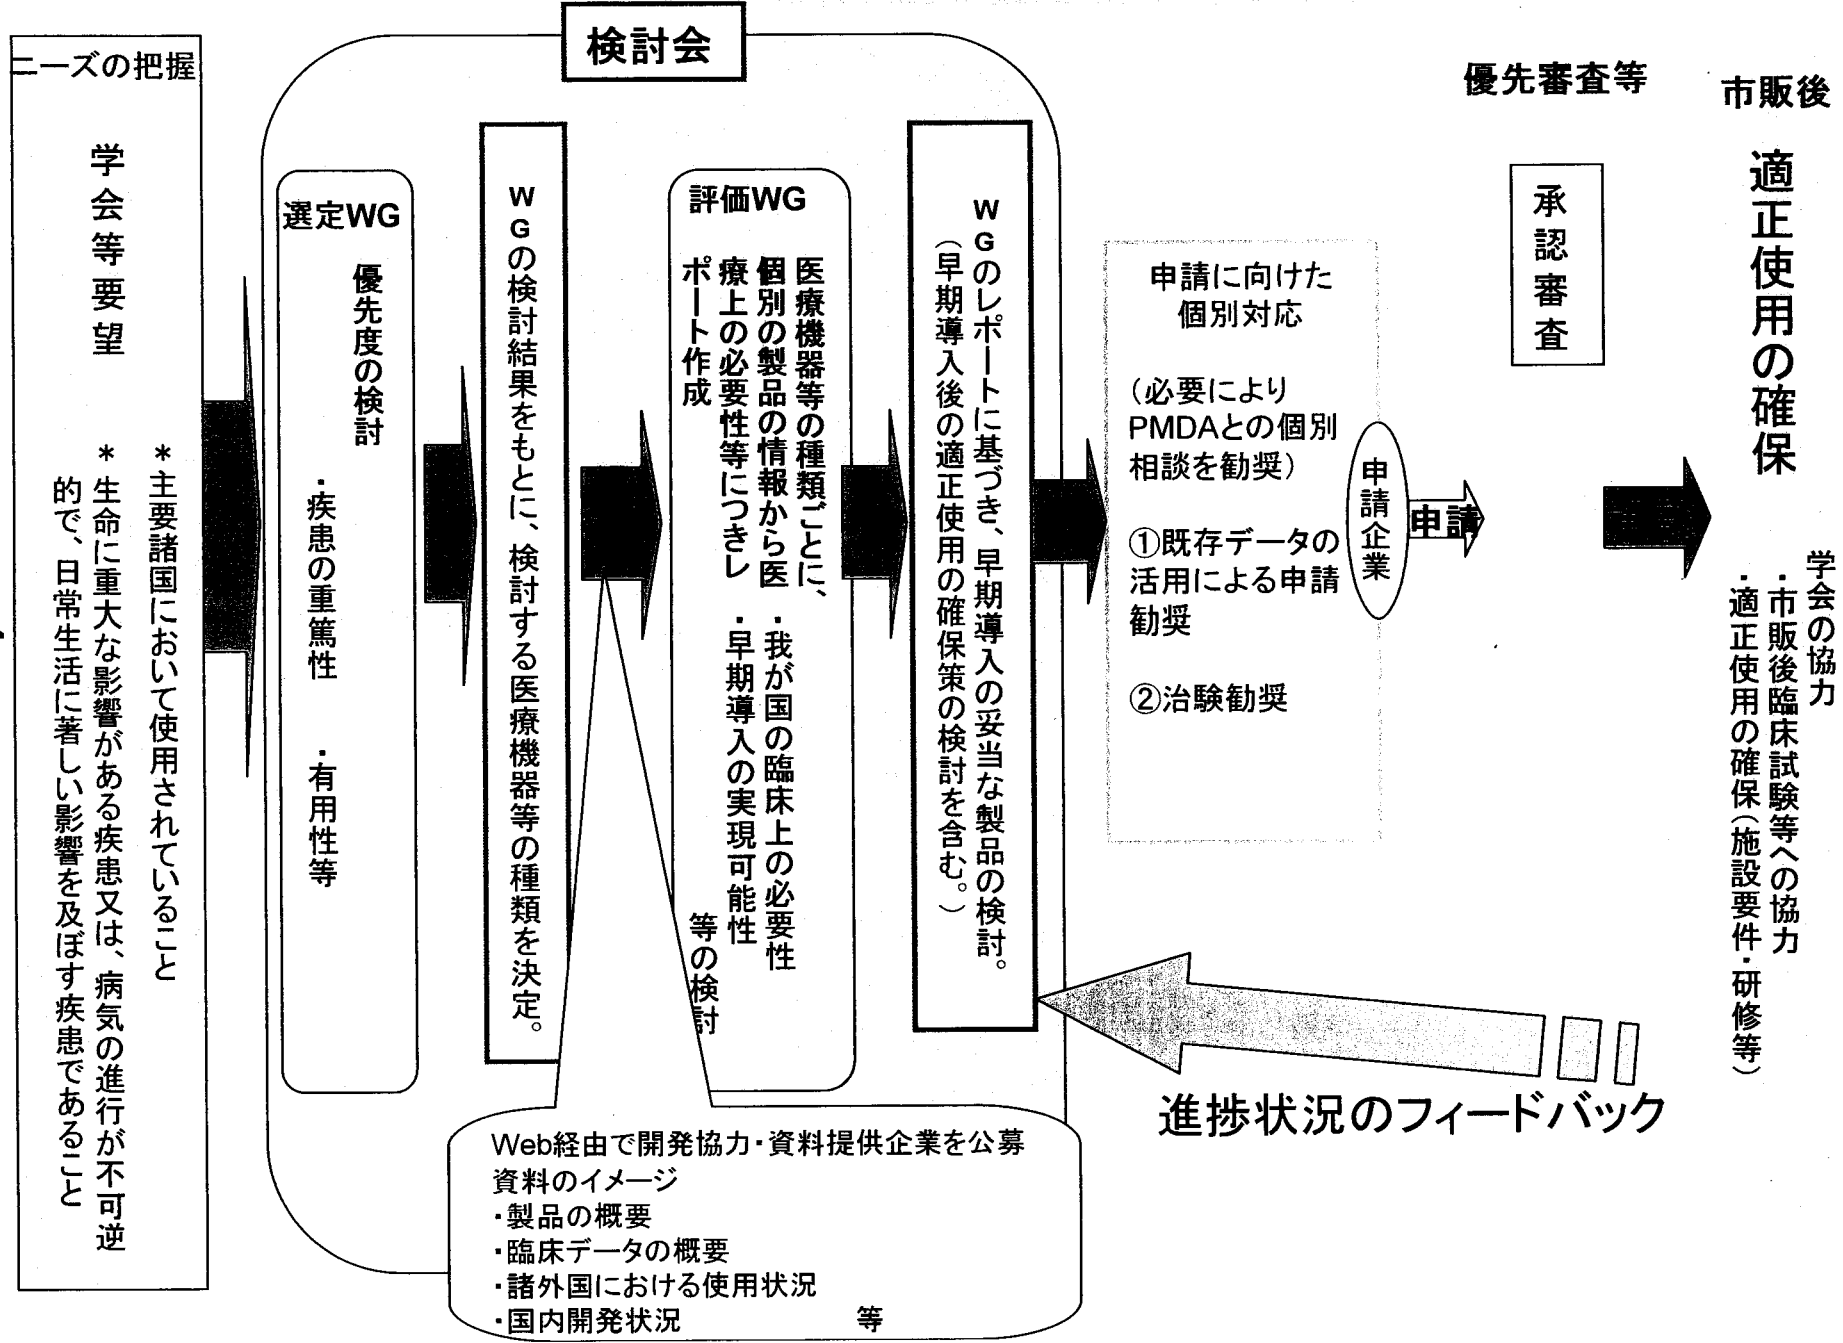 検討会
ニーズの把握
学会等要望
＊主要諸国において使用されていること
＊生命に重大な影響がある疾患又は、病気の進行が不可逆
的で、日常生活に著しい影響を及ぼす疾患であること
選定WG
優先度の検討
・疾患の重篤性　・有用性等
WGの検討結果をもとに、検討する医療機器等の種類を決定。
評価WG
医療機器等の種類ごとに、
個別の製品の情報から医
療上の必要性等につきレ
ポート作成
・我が国の臨床上の必要性
・早期導入の実現可能性
等の検討
WGのレポートに基づき、早期導入の妥当な製品の検討。
（早期導入後の適正使用の確保策の検討を含む。）
申請に向けた
個別対応
（必要により
PMDAとの個別
相談を勧奨）
①既存データの
活用による申請
勧奨
②治験勧奨
申請企業
申請
優先審査等
承認審査
市販後
適正使用の確保
学会の協力
・市販後臨床試験等への協力
・適正使用の確保（施設要件・研修等）
進捗状況のフィードバック
Web経由で開発協力・資料提供企業を公募
資料のイメージ
・製品の概要
・臨床データの概要
・諸外国における使用状況
・国内開発状況　等